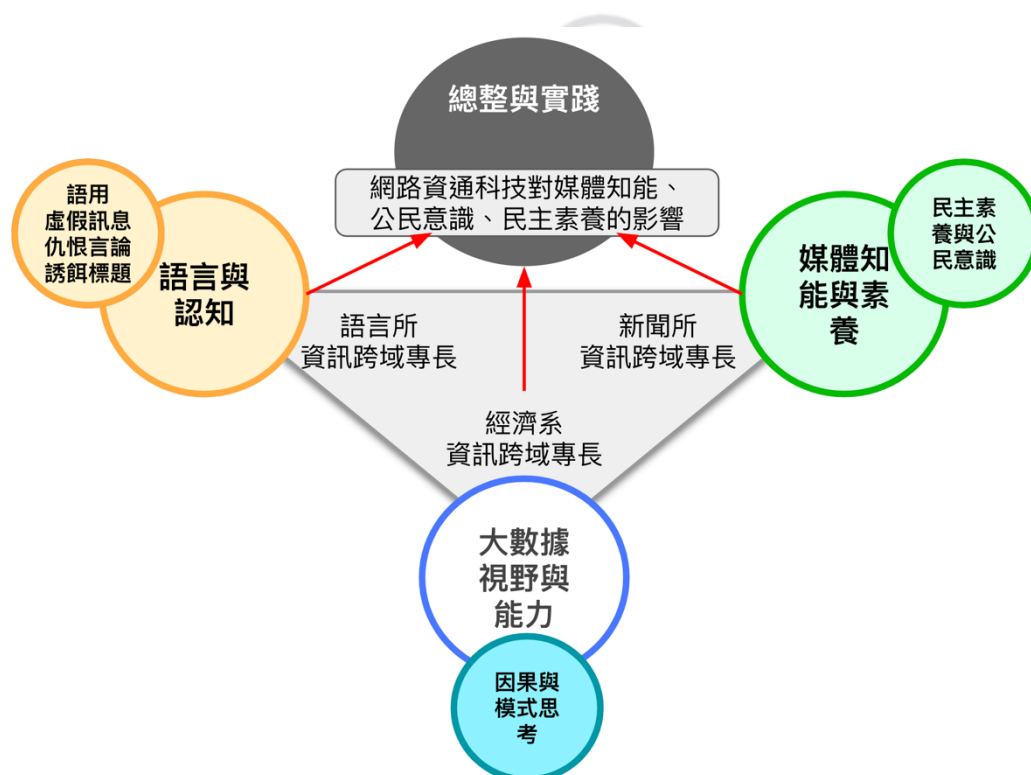 總整與實踐
網路資通科技對媒體知能、
公民意識、民主素養的影響
語用
虛假訊息
仇恨言論
誘餌標題
語言與
認知
民主素
養與公
民意識
媒體知
能與素
養
語言所
資訊跨域專長
新聞所
資訊跨域專長
經濟系
資訊跨域專長
大數據
視野與
能力
因果與
模式思
考